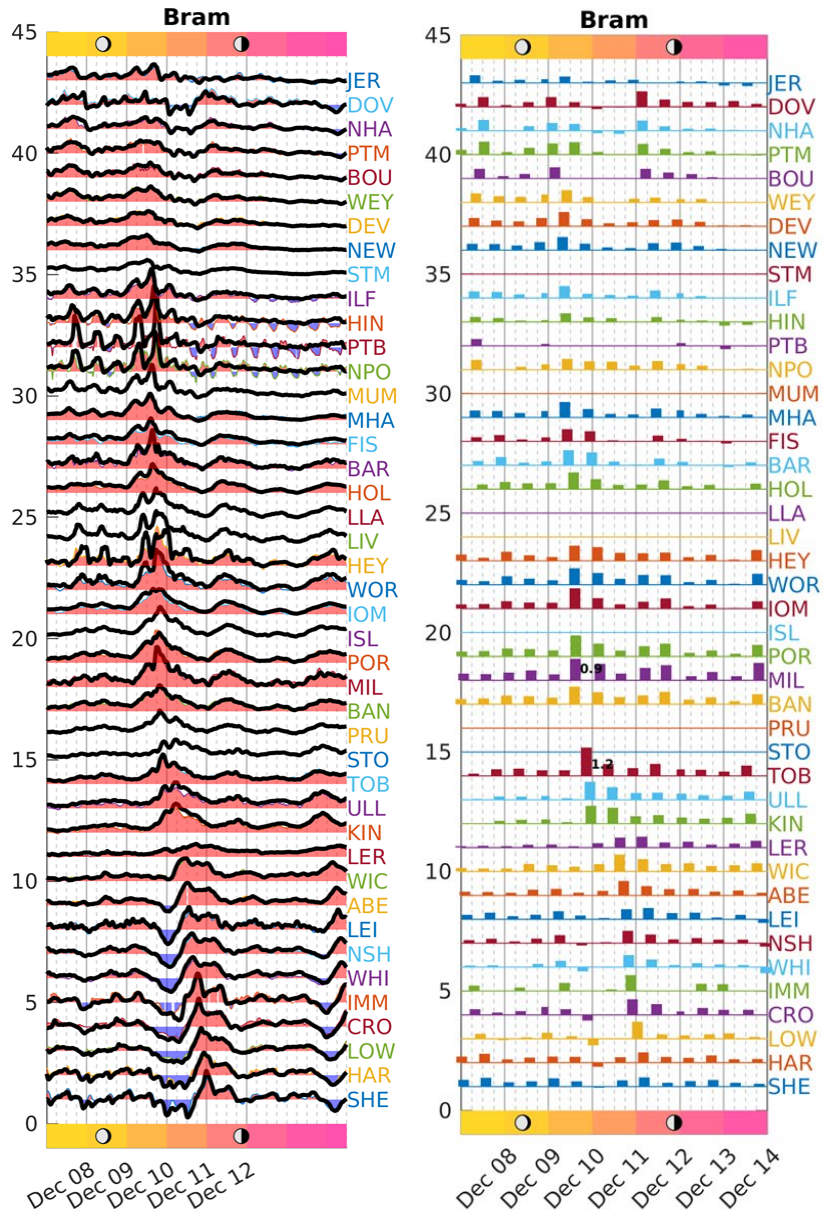 Bram
45
40
35
30
25
20
15
10
5
0
JER
DOV
NHA
PTM
BOU
WEY
DEV
NEW
STM
ILF
HIN
PTB
NPO
MUM
MHA
FIS
BAR
HOL
LLA
LIV
HEY
WOR
IOM
ISL
POR
MIL
BAN
PRU
STO
TOB
ULL
KIN
LER
WIC
ABE
LEI
NSH
WHI
IMM
CRO
LOW
HAR
SHE
Dec 08
Dec 09
Dec 10
Dec 11
Dec 12
Bram
45
40
35
30
25
20
15
10
5
0
JER
DOV
NHA
PTM
BOU
WEY
DEV
NEW
STM
ILF
HIN
PTB
NPO
MUM
MHA
FIS
BAR
HOL
LLA
LIV
HEY
WOR
IOM
ISL
POR
0.9
MIL
BAN
PRU
STO
1.2
TOB
ULL
KIN
LER
WIC
ABE
LEI
NSH
WHI
IMM
CRO
LOW
HAR
SHE
Dec 08
Dec 09
Dec 10
Dec 11
Dec 12
Dec 13
Dec 14